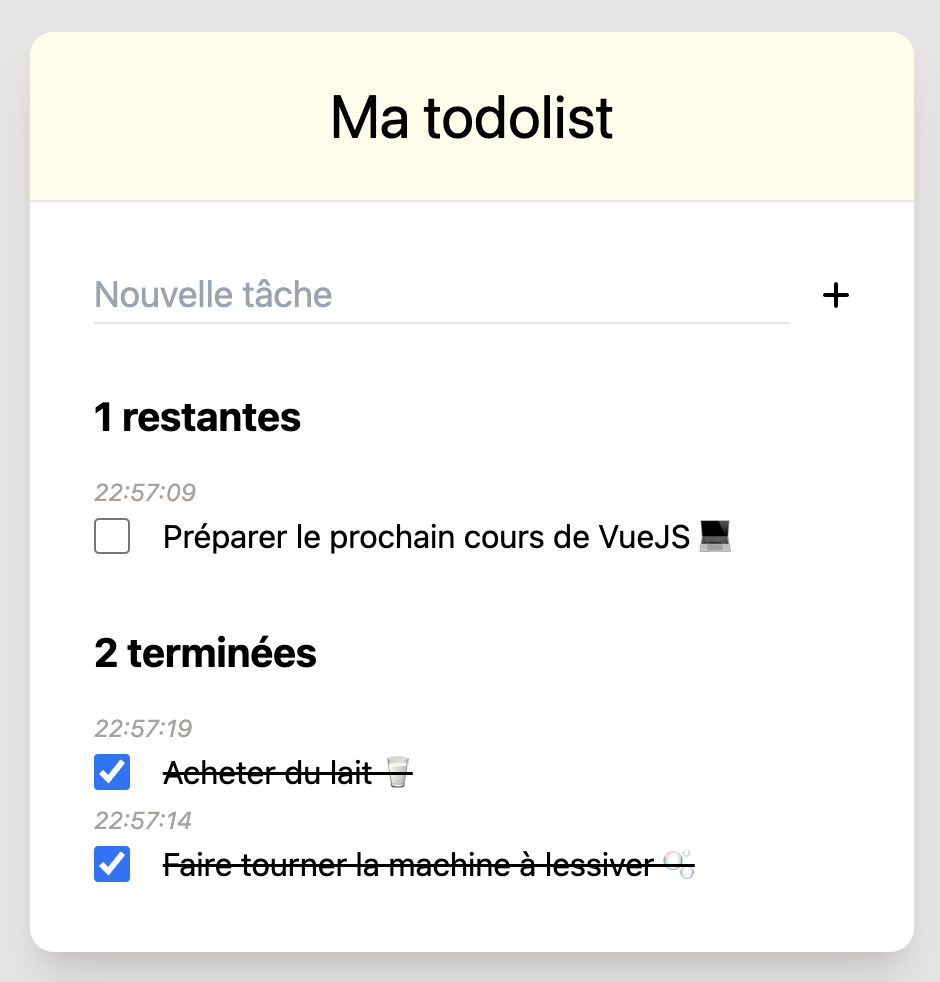 Ma todolist
Nouvelle tâche
+
1 restantes
22:57:09
Préparer le prochain cours de VueJS 💻
2 terminées
22:57:19
Acheter du lait 🥛
22:57:14
Faire tourner la machine à lessiver 🫧